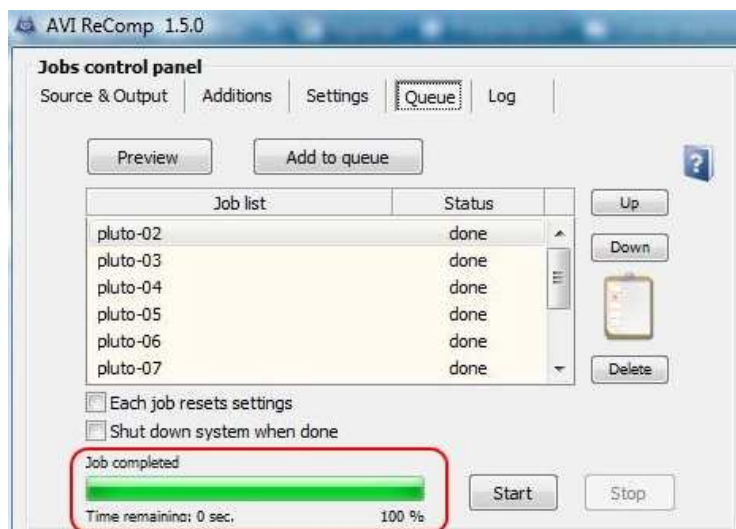 AVI ReComp 1.5.0
Jobs control panel
Source & Output Additions Settings Queue Log
Preview Add to queue
?
Job list Status
Up
pluto-02 done
Down
pluto-03 done
pluto-04 done
pluto-05 done
pluto-06 done
pluto-07 done
Delete
Each job resets settings
Shut down system when done
Job completed
Start Stop
Time remaining: 0 sec. 100 %